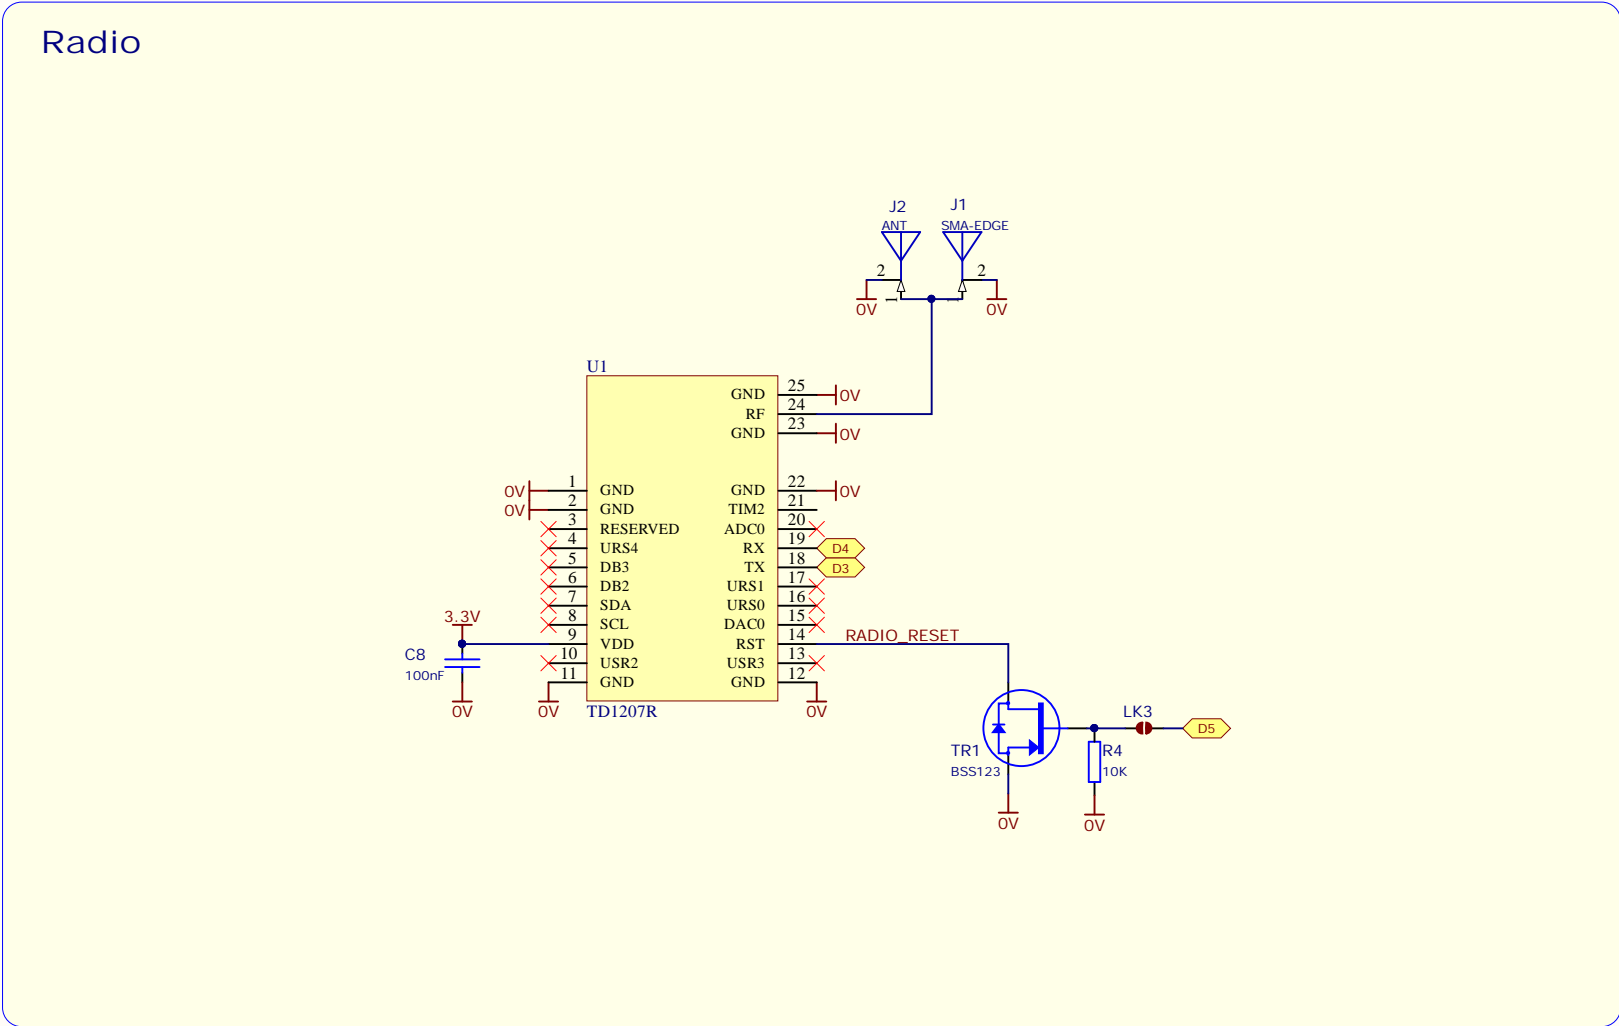 Radio
J2
J1
ANT
SMA-EDGE
2
2
1
1
0V
0V
U1
GND
25
0V
RF
24
GND
23
0V
0V
1
GND
GND
22
0V
0V
2
GND
TIM2
21
3
RESERVED
ADC0
20
4
URS4
RX
19
D4
5
DB3
TX
18
D3
6
DB2
URS1
17
7
SDA
URS0
16
3.3V
8
SCL
DAC0
15
9
VDD
RST
14
RADIO_RESET
C8
10
USR2
USR3
13
100nF
11
GND
GND
12
0V
0V
TD1207R
0V
LK3
D5
TR1
R4
BSS123
10K
0V
0V